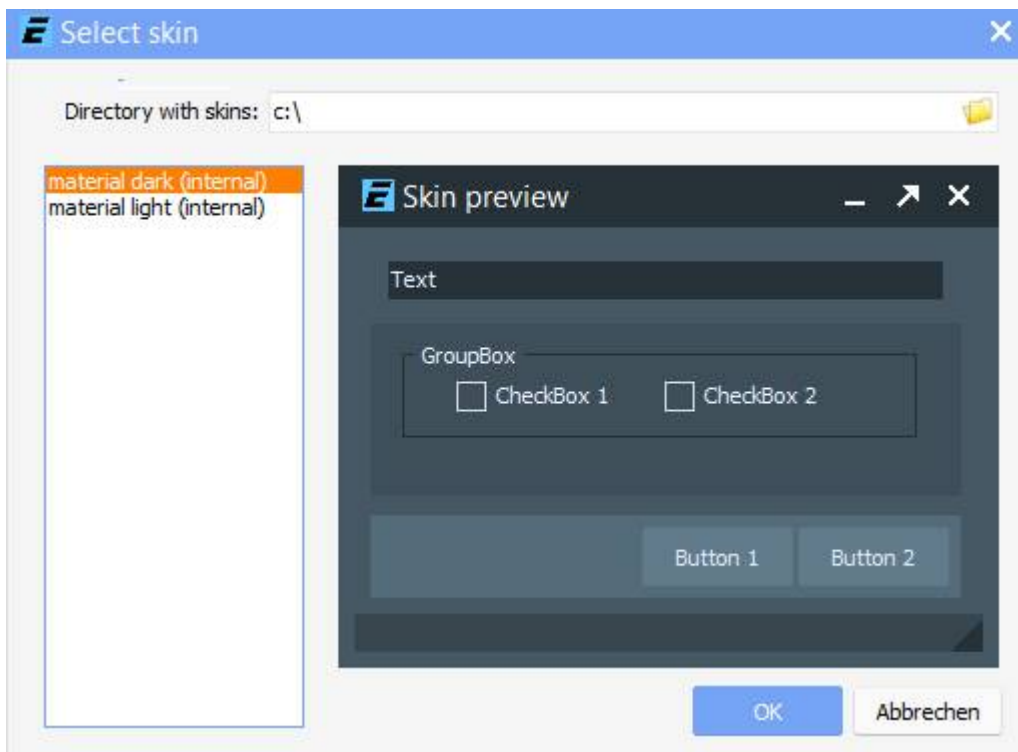 Select skin
Directory with skins: c:\
material dark (internal)
material light (internal)
Skin preview
Text
GroupBox
CheckBox 1 CheckBox 2
Button 1 Button 2
OK Abbrechen